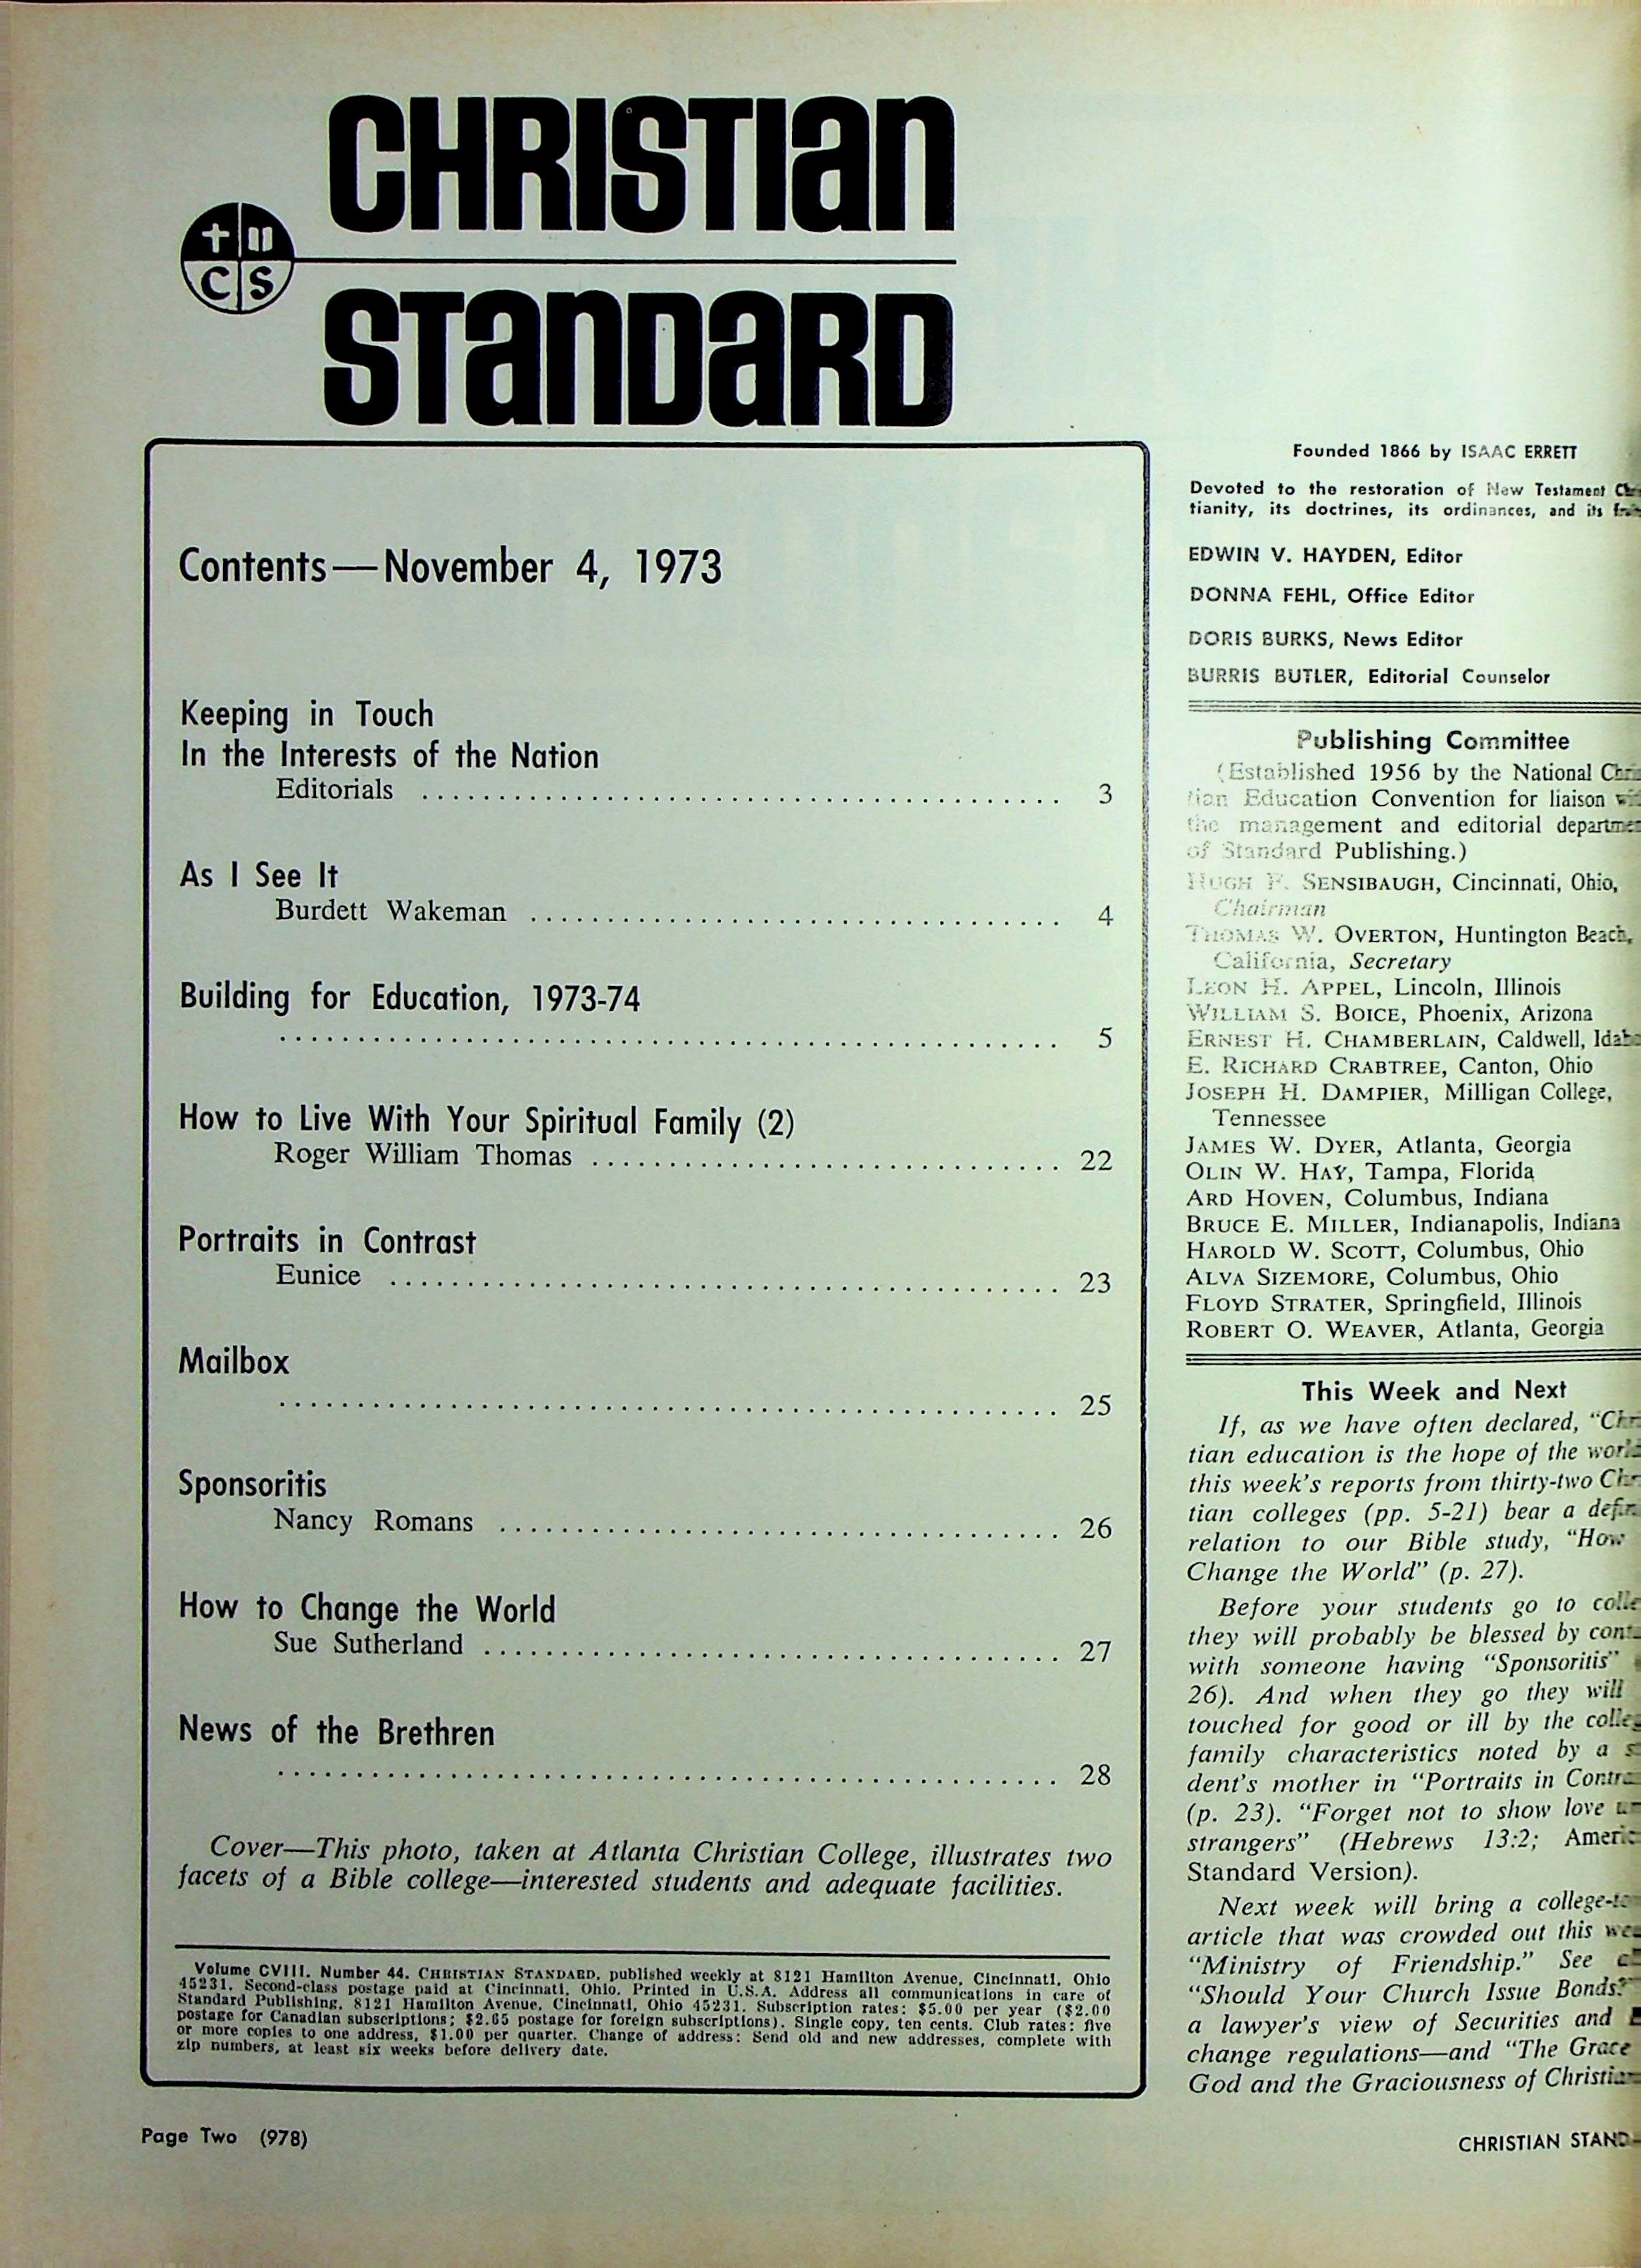 CHRISTIAN
C S
STANDARD
Contents—November 4, 1973
Keeping in Touch
In the Interests of the Nation
Editorials ........................................ 3
As I See It
Burdett Wakeman ........................................ 4
Building for Education, 1973-74
........................................ 5
How to Live With Your Spiritual Family (2)
Roger William Thomas ........................................ 22
Portraits in Contrast
Eunice ........................................ 23
Mailbox
........................................ 25
Sponsoritis
Nancy Romans ........................................ 26
How to Change the World
Sue Sutherland ........................................ 27
News of the Brethren
........................................ 28
Cover—This photo, taken at Atlanta Christian College, illustrates two
facets of a Bible college—interested students and adequate facilities.
Volume CVIII. Number 44. CHRISTIAN STANDARD, published weekly at 8121 Hamilton Avenue, Cincinnati, Ohio
45231. Second-class postage paid at Cincinnati, Ohio. Printed in U.S.A. Address all communications in care of
Standard Publishing, 8121 Hamilton Avenue, Cincinnati, Ohio 45231. Subscription rates: $5.00 per year ($2.00
postage for Canadian subscriptions; $2.65 postage for foreign subscriptions). Single copy, ten cents. Club rates: five
or more copies to one address, $1.00 per quarter. Change of address: Send old and new addresses, complete with
zip numbers, at least six weeks before delivery date.
Founded 1866 by ISAAC ERRETT
Devoted to the restoration of New Testament
tianity, its doctrines, its ordinances, and its
EDWIN V. HAYDEN, Editor
DONNA FEHL, Office Editor
DORIS BURKS, News Editor
BURRIS BUTLER, Editorial Counselor
Publishing Committee
(Established 1956 by the National
tian Education Convention for liaison
the management and editorial
of Standard Publishing.)
HUGH F. SENSIBAUGH, Cincinnati, Ohio,
Chairman
THOMAS W. OVERTON, Huntington Beach,
California, Secretary
LEON H. APPEL, Lincoln, Illinois
WILLIAM S. BOICE, Phoenix, Arizona
ERNEST H. CHAMBERLAIN, Caldwell, Idaho
E. RICHARD CRABTREE, Canton, Ohio
JOSEPH H. DAMPIER, Milligan College,
Tennessee
JAMES W. DYER, Atlanta, Georgia
OLIN W. HAY, Tampa, Florida
ARD HOVEN, Columbus, Indiana
BRUCE E. MILLER, Indianapolis, Indiana
HAROLD W. SCOTT, Columbus, Ohio
ALVA SIZEMORE, Columbus, Ohio
FLOYD STRATER, Springfield, Illinois
ROBERT O. WEAVER, Atlanta, Georgia
This Week and Next
If, as we have often declared,
tian education is the hope of the
this week's reports from thirty-two
tian colleges (pp. 5-21) bear a
relation to our Bible study, "How
Change the World" (p. 27).
Before your students go to
they will probably be blessed by
with someone having "Sponsoritis"
26). And when they go they will
touched for good or ill by the
family characteristics noted by a
dent's mother in "Portraits in
(p. 23). "Forget not to show love
strangers" (Hebrews 13:2;
Standard Version).
Next week will bring a
article that was crowded out this
"Ministry of Friendship." See
"Should Your Church Issue Bonds?"
a lawyer's view of Securities and
change regulations—and "The Grace
God and the Graciousness of
Page Two (978)
CHRISTIAN